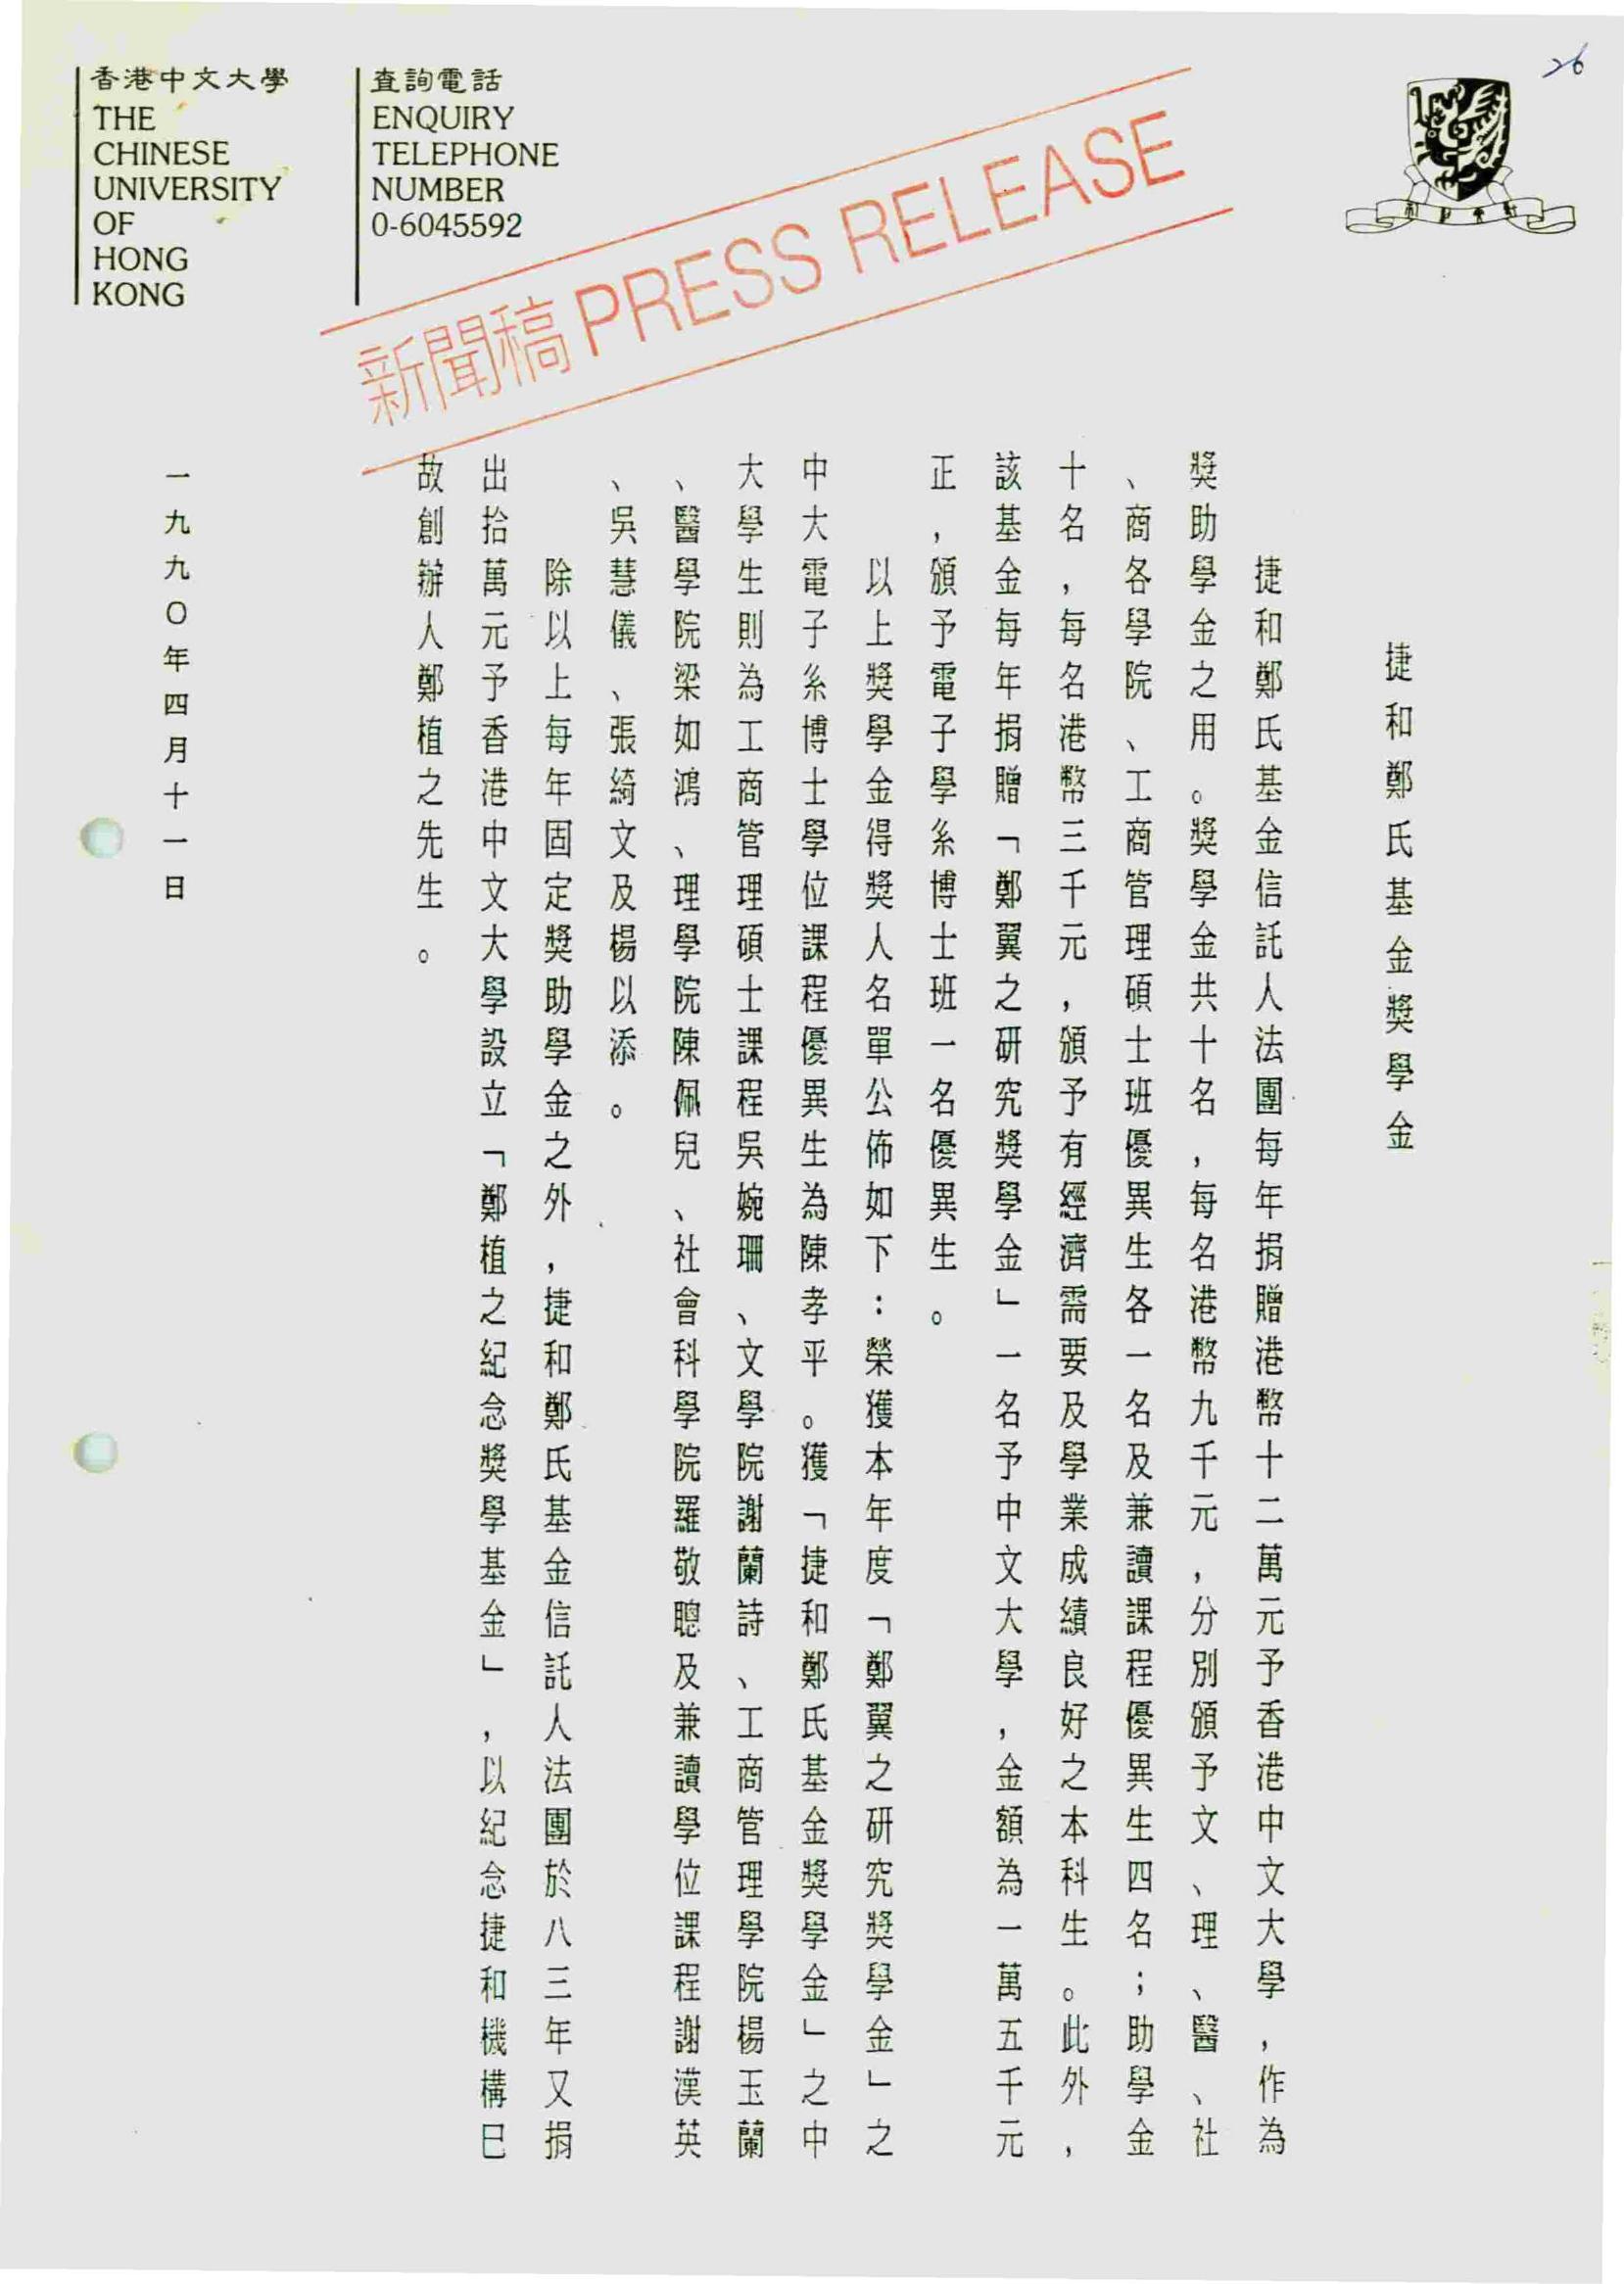 香港中文大學
THE
CHINESE
UNIVERSITY
OF
HONG
KONG
查詢電話
ENQUIRY
TELEPHONE
NUMBER
0-6045592
新聞稿 PRESS RELEASE
26
捷和鄭氏基金獎學金
捷和鄭氏基金信託人法團每年捐贈港幣十二萬元予香港中文大學，作為
獎助學金之用。獎學金共十名，每名港幣九千元，分別頒予文、理、醫、社
、商各學院、工商管理碩士班優異生各一名及兼讀課程優異生四名；助學金
十名，每名港幣三千元，頒予有經濟需要及學業成績良好之本科生。此外，
該基金每年捐贈「鄭翼之研究獎學金」一名予中文大學，金額為一萬五千元
正，頒予電子學系博士班一名優異生。
以上獎學金得獎人名單公佈如下：榮獲本年度「鄭翼之研究獎學金」之
中大電子系博士學位課程優異生為陳孝平。獲「捷和鄭氏基金獎學金」之中
大學生則為工商管理碩士課程吳婉珊、文學院謝蘭詩、工商管理學院楊玉蘭
、醫學院梁如鴻、理學院陳佩兒、社會科學院羅敬聰及兼讀學位課程謝漢英
、吳慧儀、張綺文及楊以添。
除以上每年固定獎助學金之外，捷和鄭氏基金信託人法團於八三年又捐
出拾萬元予香港中文大學設立「鄭植之紀念獎學基金」，以紀念捷和機構已
故創辦人鄭植之先生。
一九九〇年四月十一日